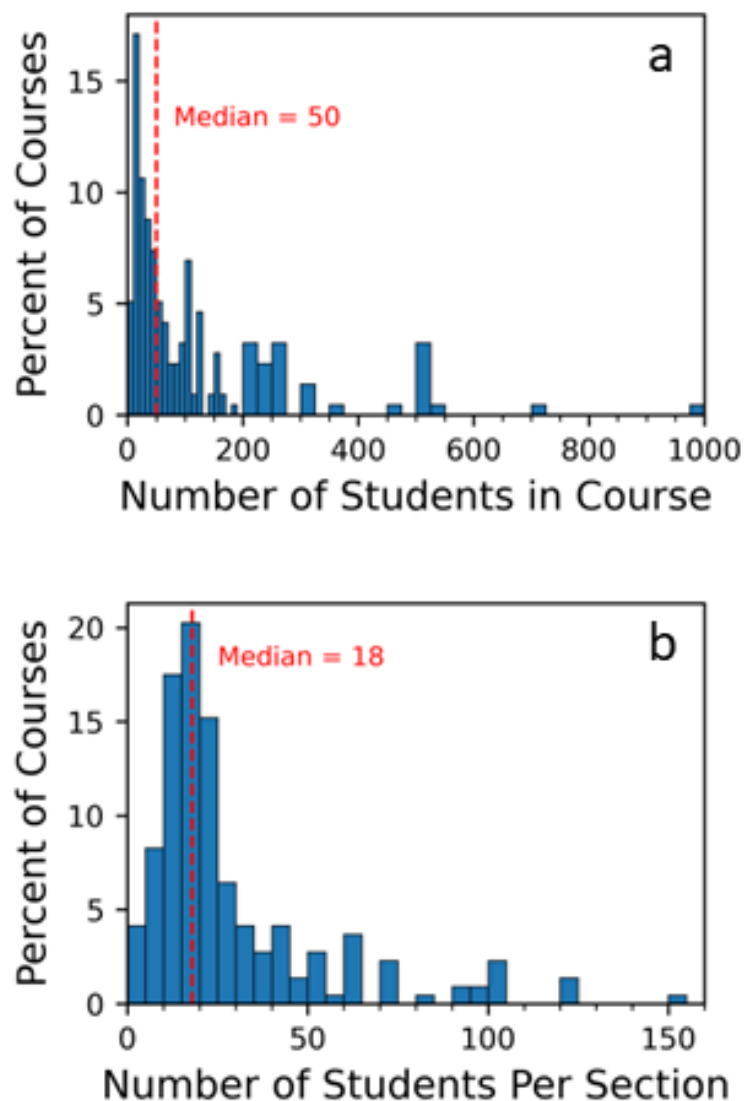 a
15
10
5
0
Median = 50
Percent of Courses
0 200 400 600 800 1000
Number of Students in Course
b
20
15
10
5
0
Median = 18
Percent of Courses
0 50 100 150
Number of Students Per Section